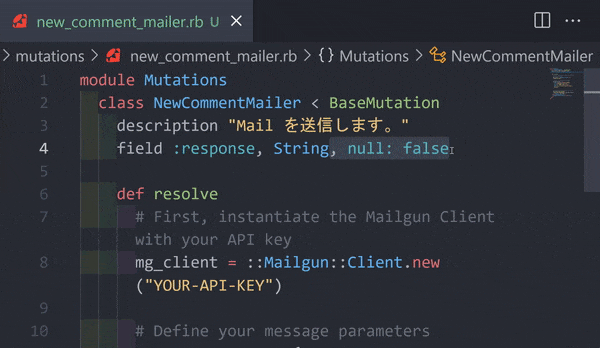 new_comment_mailer.rb U
mutations > new_comment_mailer.rb > {} Mutations > NewCommentMailer
1 module Mutations
2 class NewCommentMailer < BaseMutation
3 description "Mail を送信します。"
4 field :response, String, null: false
5
6 def resolve
7 # First, instantiate the Mailgun Client
with your API key
8 mg_client = ::Mailgun::Client.new
("YOUR-API-KEY")
9
10 # Define your message parameters